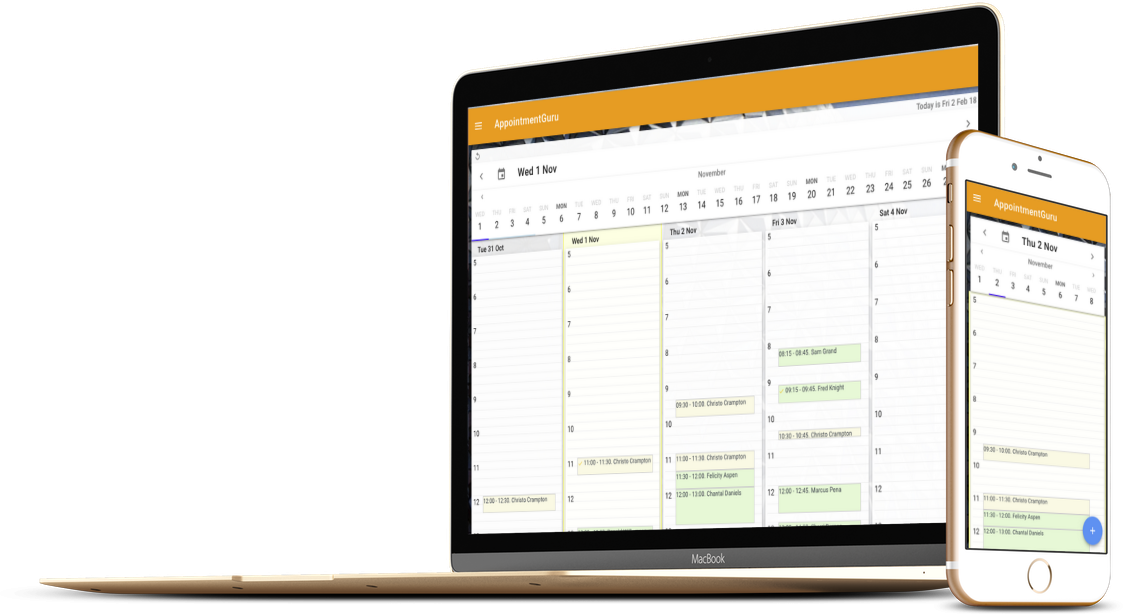 AppointmentGuru
Today is Fri 2 Feb 18
Wed 1 Nov
November
WED THU FRI SAT SUN MON TUE WED THU FRI SAT SUN MON TUE WED THU FRI SAT SUN MON TUE WED THU FRI SAT SUN
1 2 3 4 5 6 7 8 9 10 11 12 13 14 15 16 17 18 19 20 21 22 23 24 25 26
Tue 31 Oct
5
6
7
8
9
10
11
12 12:00 - 12:30. Christo Crampton
Wed 1 Nov
5
6
7
8
9
10
11 11:00 - 11:30. Christo Crampton
12
Thu 2 Nov
5
6
7
8
9
09:30 - 10:00. Christo Crampton
10
11 11:00 - 11:30. Christo Crampton
11:30 - 12:00. Felicity Aspen
12 12:00 - 13:00. Chantal Daniels
Fri 3 Nov
5
6
7
8
08:15 - 08:45. Sam Grand
9
09:15 - 09:45. Fred Knight
10
10:30 - 10:45. Christo Crampton
11
12 12:00 - 12:45. Marcus Pena
Sat 4 Nov
5
6
7
8
9
10
11
12
MacBook
AppointmentGuru
Thu 2 Nov
November
WED THU FRI SAT SUN MON TUE WED
1 2 3 4 5 6 7 8
5
6
7
8
9
09:30 - 10:00. Christo Crampton
10
11 11:00 - 11:30. Christo Crampton
11:30 - 12:00. Felicity Aspen
12 12:00 - 13:00. Chantal Daniels
+